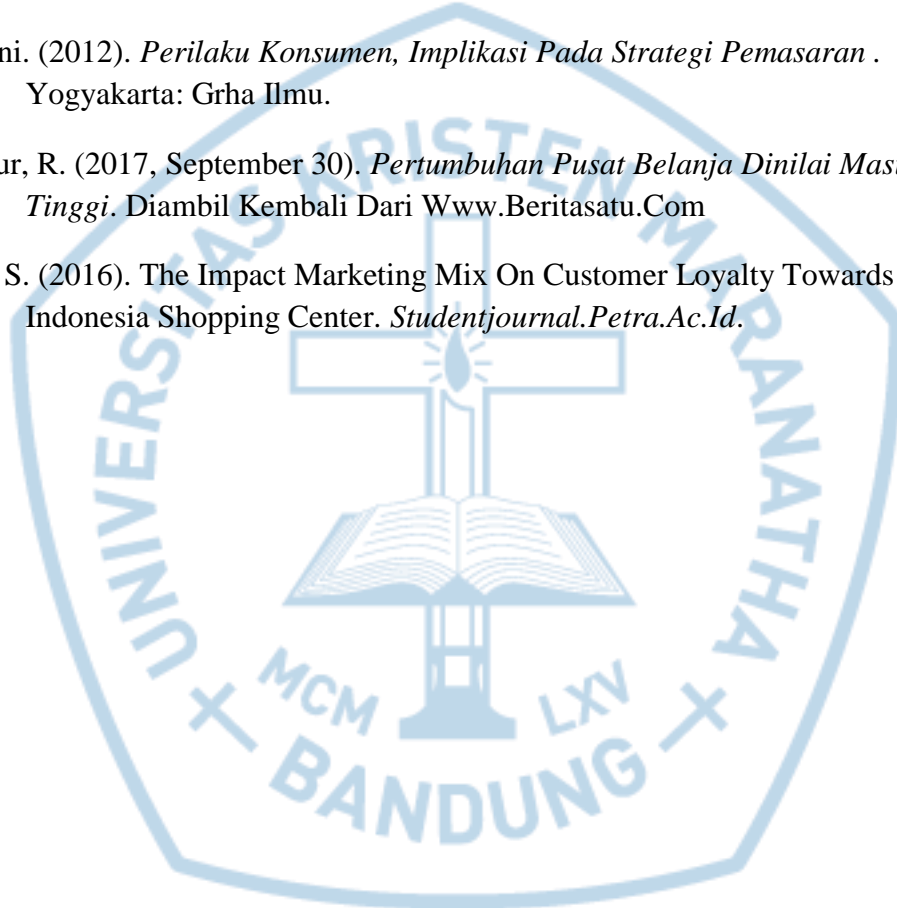 ni. (2012). Perilaku Konsumen, Implikasi Pada Strategi Pemasaran .
Yogyakarta: Grha Ilmu.
ur, R. (2017, September 30). Pertumbuhan Pusat Belanja Dinilai Mas
Tinggi. Diambil Kembali Dari Www.Beritasatu.Com
S. (2016). The Impact Marketing Mix On Customer Loyalty Towards
Indonesia Shopping Center. Studentjournal.Petra.Ac.Id.
UNIVERSITAS KRISTEN MARANATHA
MCM LXV
BANDUNG